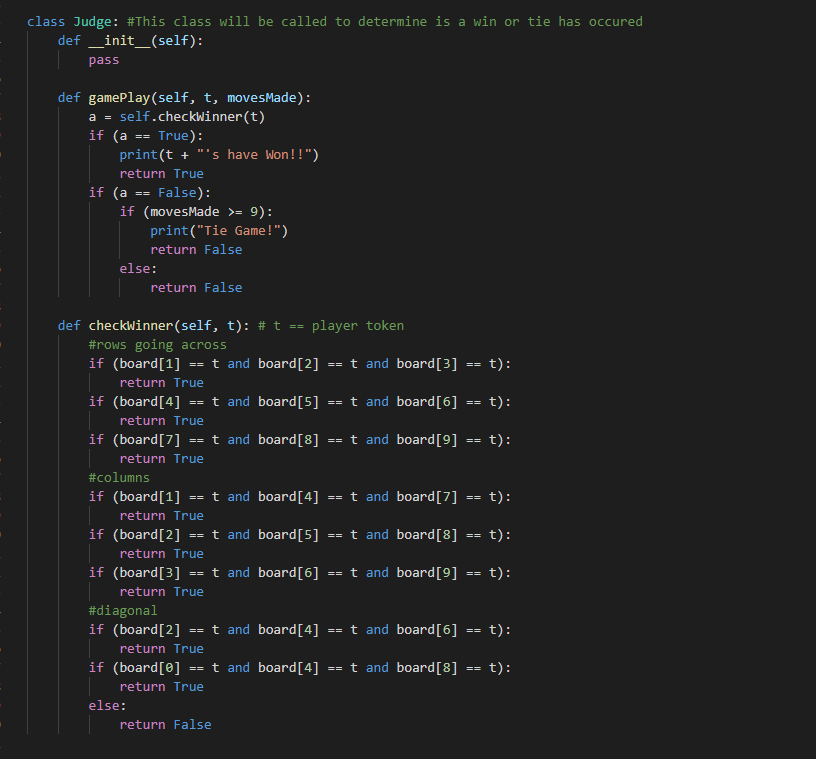 class Judge: #This class will be called to determine is a win or tie has occured
    def __init__(self):
        pass

    def gamePlay(self, t, movesMade):
        a = self.checkWinner(t)
        if (a == True):
            print(t + "'s have Won!!")
            return True
        if (a == False):
            if (movesMade >= 9):
                print("Tie Game!")
                return False
            else:
                return False

    def checkWinner(self, t): # t == player token
        #rows going across
        if (board[1] == t and board[2] == t and board[3] == t):
            return True
        if (board[4] == t and board[5] == t and board[6] == t):
            return True
        if (board[7] == t and board[8] == t and board[9] == t):
            return True
        #columns
        if (board[1] == t and board[4] == t and board[7] == t):
            return True
        if (board[2] == t and board[5] == t and board[8] == t):
            return True
        if (board[3] == t and board[6] == t and board[9] == t):
            return True
        #diagonal
        if (board[2] == t and board[4] == t and board[6] == t):
            return True
        if (board[0] == t and board[4] == t and board[8] == t):
            return True
        else:
            return False